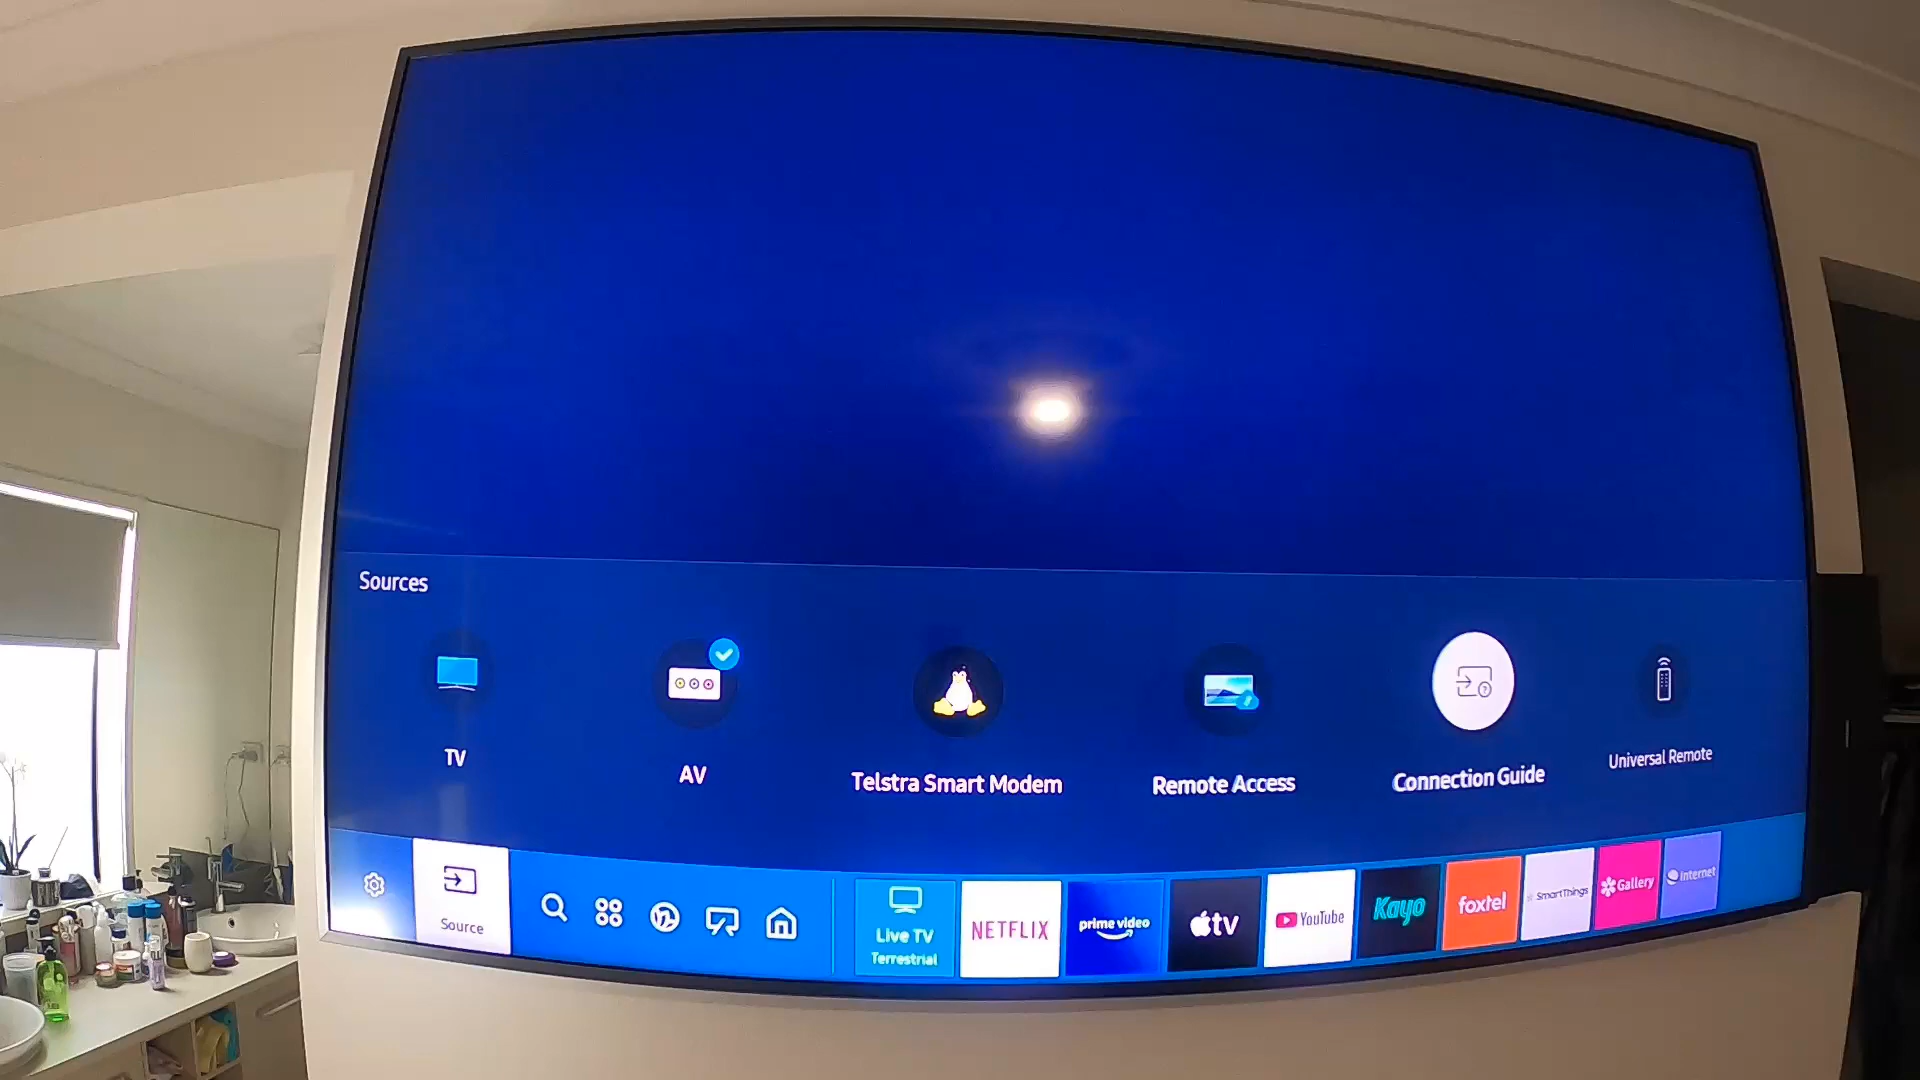 Sources
TV
AV
Telstra Smart Modem
Remote Access
Connection Guide
Universal Remote
Source
Live TV
Terrestrial
NETFLIX
prime video
tv
YouTube
Kayo
foxtel
SmartThings
Gallery
Internet